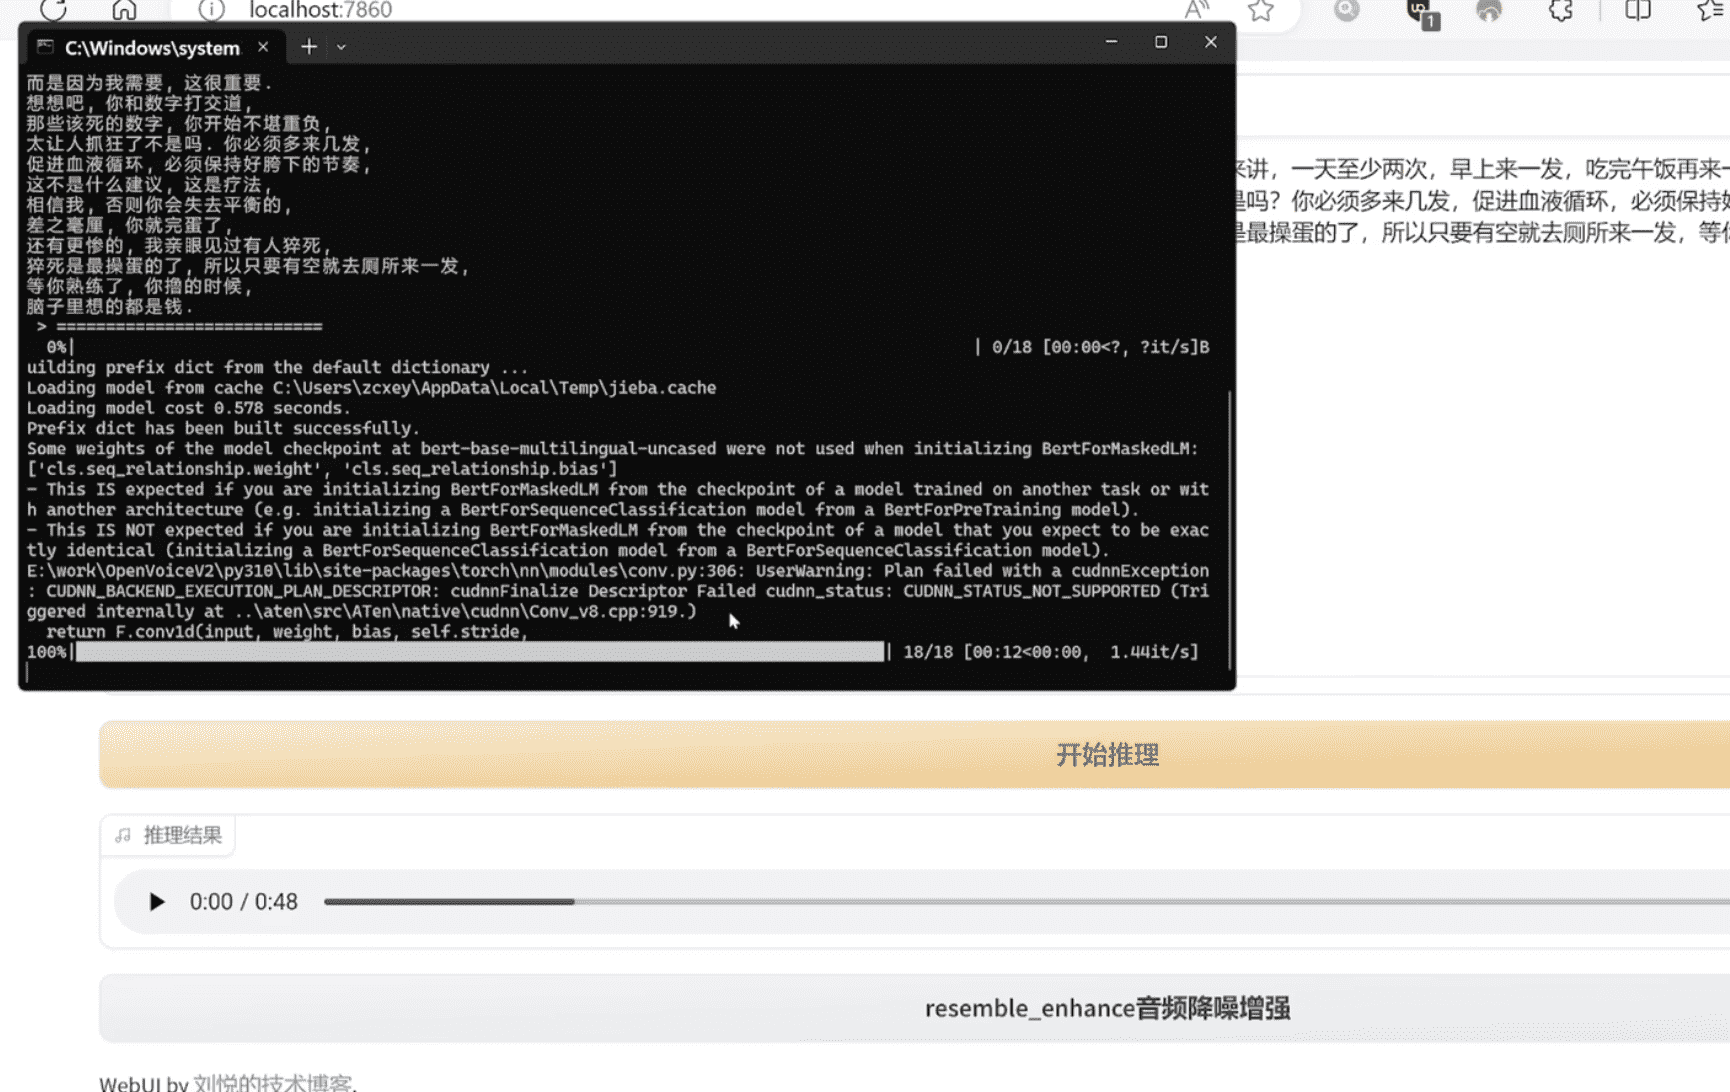 localhost:7860
1
C:\Windows\system
而是因为我需要, 这很重要.
想想吧, 你和数字打交道,
那些该死的数字, 你开始不堪重负,
太让人抓狂了不是吗. 你必须多来几发,
促进血液循环, 必须保持好胯下的节奏,
这不是什么建议, 这是疗法,
相信我, 否则你会失去平衡的,
差之毫厘, 你就完蛋了,
还有更惨的, 我亲眼见过有人猝死,
猝死是最操蛋的了, 所以只要有空就去厕所来一发,
等你熟练了, 你撸的时候,
脑子里想的都是钱.
> ===========================
0%| | 0/18 [00:00<?, ?it/s]B
uilding prefix dict from the default dictionary ...
Loading model from cache C:\Users\zcxey\AppData\Local\Temp\jieba.cache
Loading model cost 0.578 seconds.
Prefix dict has been built successfully.
Some weights of the model checkpoint at bert-base-multilingual-uncased were not used when initializing BertForMaskedLM:
['cls.seq_relationship.weight', 'cls.seq_relationship.bias']
- This IS expected if you are initializing BertForMaskedLM from the checkpoint of a model trained on another task or wit
h another architecture (e.g. initializing a BertForSequenceClassification model from a BertForPreTraining model).
- This IS NOT expected if you are initializing BertForMaskedLM from the checkpoint of a model that you expect to be exac
tly identical (initializing a BertForSequenceClassification model from a BertForSequenceClassification model).
E:\work\OpenVoiceV2\py310\lib\site-packages\torch\nn\modules\conv.py:306: UserWarning: Plan failed with a cudnnException
: CUDNN_BACKEND_EXECUTION_PLAN_DESCRIPTOR: cudnnFinalize Descriptor Failed cudnn_status: CUDNN_STATUS_NOT_SUPPORTED (Tri
ggered internally at ..\aten\src\ATen\native\cudnn\Conv_v8.cpp:919.)
return F.conv1d(input, weight, bias, self.stride,
100%| | 18/18 [00:12<00:00, 1.44it/s]
来讲，一天至少两次，早上来一发，吃完午饭再来一
是吗？你必须多来几发，促进血液循环，必须保持好
是最操蛋的了，所以只要有空就去厕所来一发，等你
开始推理
推理结果
0:00 / 0:48
resemble_enhance音频降噪增强
WebUI by 刘悦的技术博客.